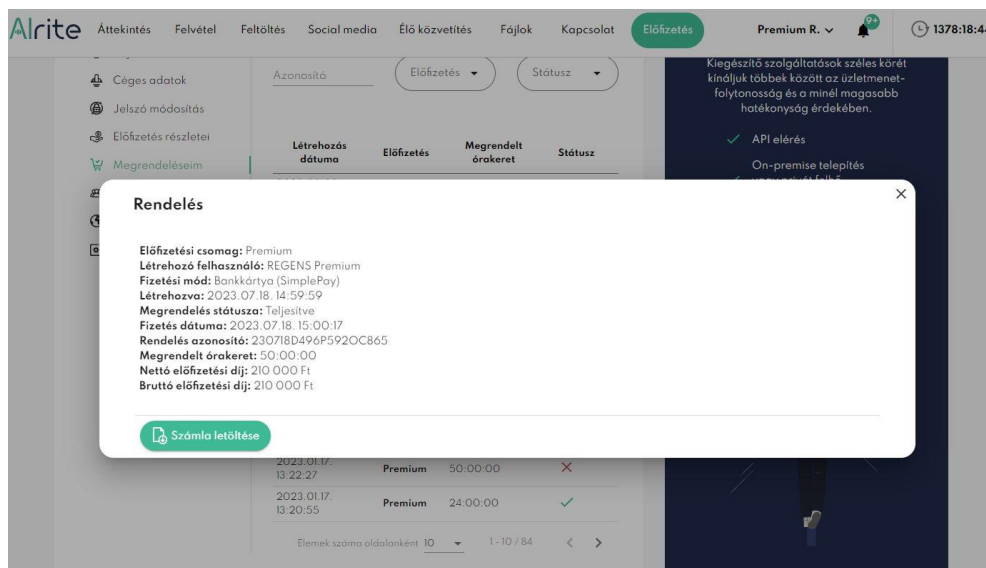 Alrite Áttekintés Felvétel Feltöltés Social media Élő közvetítés Fájlok Kapcsolat Előfizetés Premium R. 9+ 1378:18:4
Céges adatok
Jelszó módosítás
Előfizetés részletei
Megrendeléseim
Azonosító Előfizetés Státusz
Létrehozás dátuma Előfizetés Megrendelt órakeret Státusz
Kiegészítő szolgáltatások széles körét
kínáljuk többek között az üzletmenet-
folytonosság és a minél magasabb
hatékonyság érdekében.
API elérés
On-premise telepítés
Rendelés
Előfizetési csomag: Premium
Létrehozó felhasználó: REGENS Premium
Fizetési mód: Bankkártya (SimplePay)
Létrehozva: 2023.07.18. 14:59:59
Megrendelés státusza: Teljesítve
Fizetés dátuma: 2023.07.18. 15:00:17
Rendelés azonosító: 230718D496P592OC865
Megrendelt órakeret: 50:00:00
Nettó előfizetési díj: 210 000 Ft
Bruttó előfizetési díj: 210 000 Ft
Számla letöltése
2023.01.17.
13:22:27 Premium 50:00:00
2023.01.17.
13:20:55 Premium 24:00:00
Elemek száma oldalanként 10 1-10 / 84